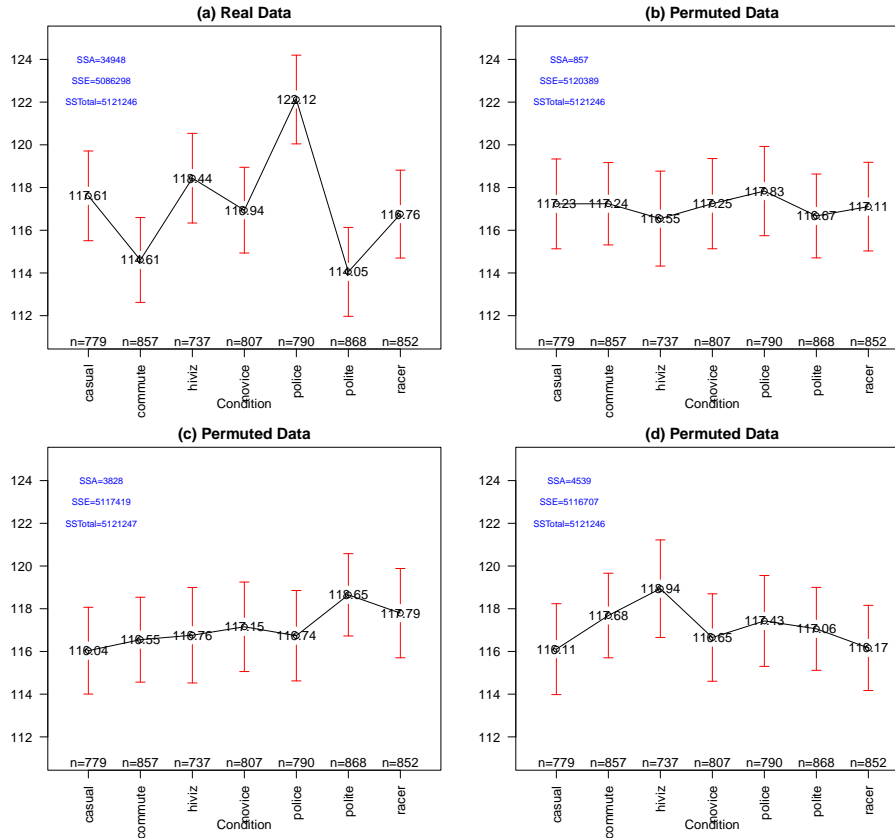 (a) Real Data
SSA=34948
SSE=5086298
SSTotal=5121246
124
122
120
118
116
114
112
117.61
114.61
118.44
116.94
122.12
114.05
116.76
n=779 n=857 n=737 n=807 n=790 n=868 n=852
casual
commute
hiviz
novice
police
polite
racer
Condition
(b) Permuted Data
SSA=857
SSE=5120389
SSTotal=5121246
124
122
120
118
116
114
112
117.23
117.24
116.55
117.25
117.83
116.67
117.11
n=779 n=857 n=737 n=807 n=790 n=868 n=852
casual
commute
hiviz
novice
police
polite
racer
Condition
(c) Permuted Data
SSA=3828
SSE=5117419
SSTotal=5121247
124
122
120
118
116
114
112
116.04
116.55
116.76
117.15
116.74
118.65
117.79
n=779 n=857 n=737 n=807 n=790 n=868 n=852
casual
commute
hiviz
novice
police
polite
racer
Condition
(d) Permuted Data
SSA=4539
SSE=5116707
SSTotal=5121246
124
122
120
118
116
114
112
116.11
117.68
118.94
116.65
117.43
117.06
116.17
n=779 n=857 n=737 n=807 n=790 n=868 n=852
casual
commute
hiviz
novice
police
polite
racer
Condition